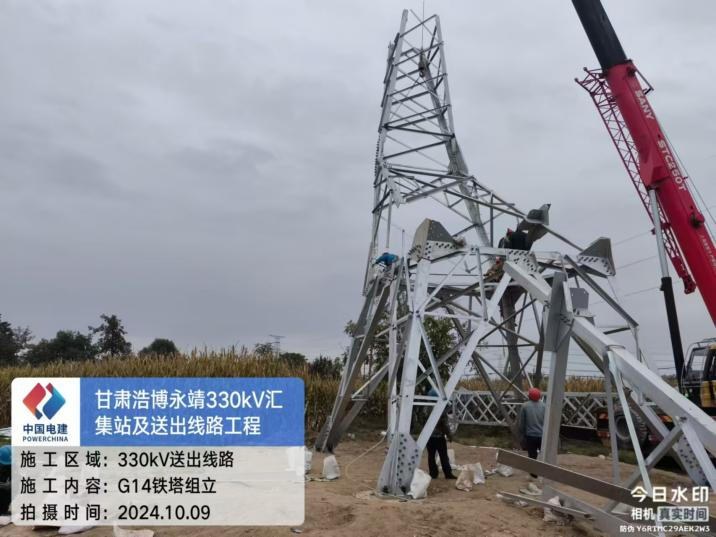 SANY
STC250T
中国电建
POWERCHINA
甘肃浩博永靖330kV汇
集站及送出线路工程
施工区域：330kV送出线路
施工内容：G14铁塔组立
拍摄时间：2024.10.09
今日水印
相机 真实时间
防伪 Y6RTMC29AEK2W3